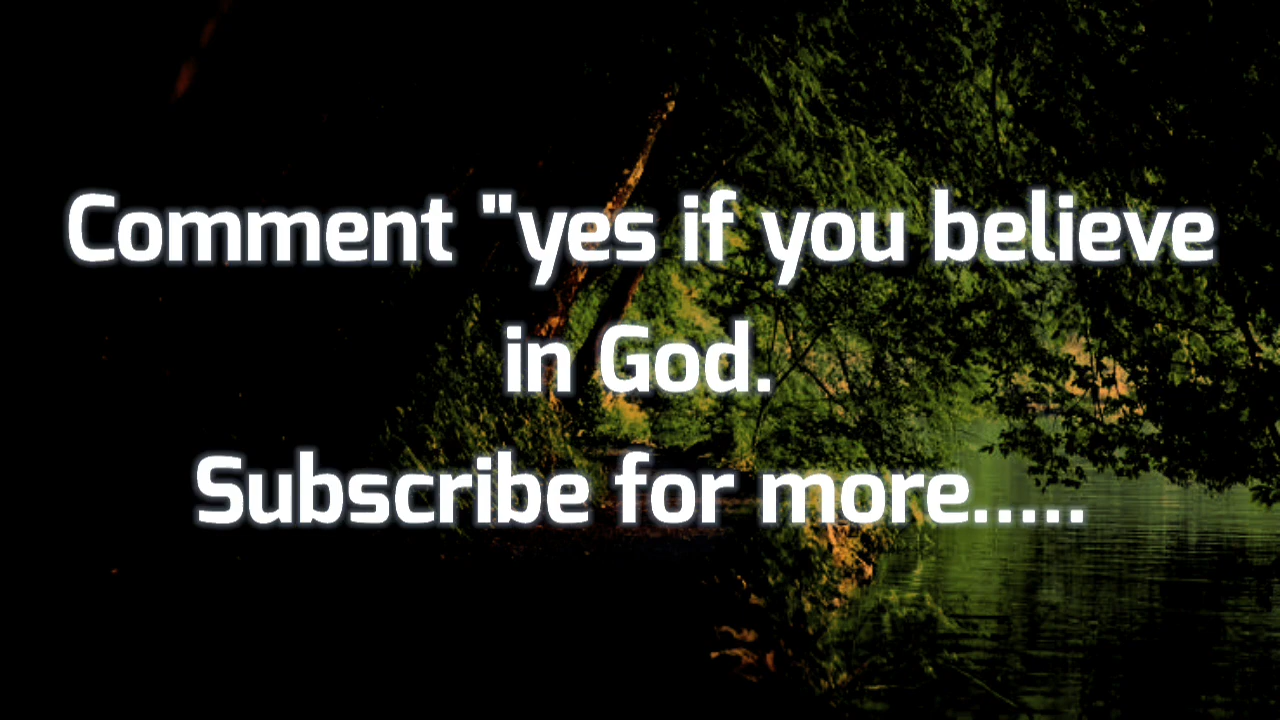 Comment "yes if you believe
in God.
Subscribe for more.....